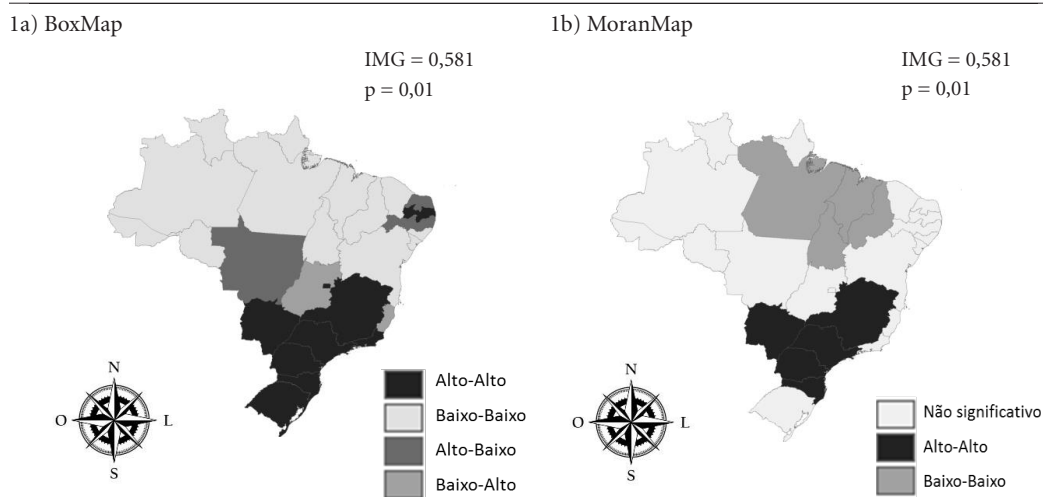 1a) BoxMap
IMG = 0,581
p = 0,01
N
O
L
S
Alto-Alto
Baixo-Baixo
Alto-Baixo
Baixo-Alto
1b) MoranMap
IMG = 0,581
p = 0,01
N
O
L
S
Não significativo
Alto-Alto
Baixo-Baixo